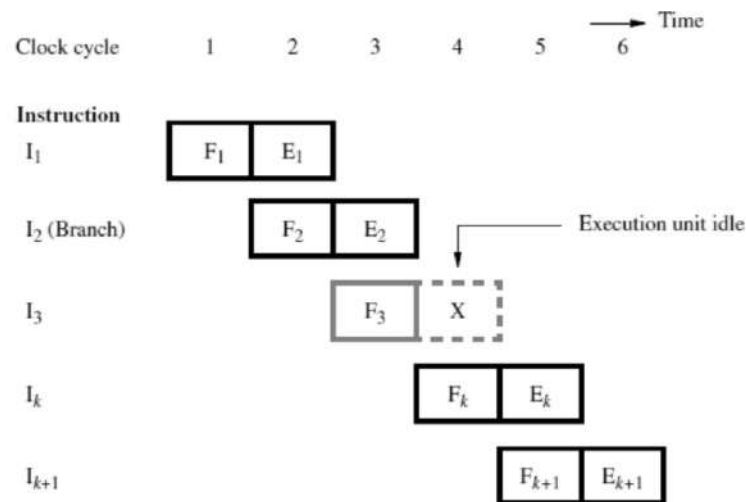 Time
Clock cycle 1 2 3 4 5 6
Instruction
I₁ F₁ E₁
I₂ (Branch) F₂ E₂ Execution unit idle
I₃ F₃ X
Iₖ Fₖ Eₖ
Iₖ₊₁ Fₖ₊₁ Eₖ₊₁